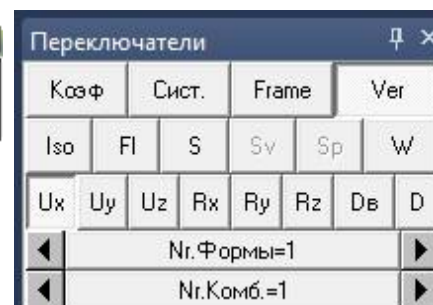 Переключатели
Коэф Сист. Frame Ver
Iso Fl S Sv Sp W
Ux Uy Uz Rx Ry Rz Dв D
Nr.Формы=1
Nr.Комб.=1